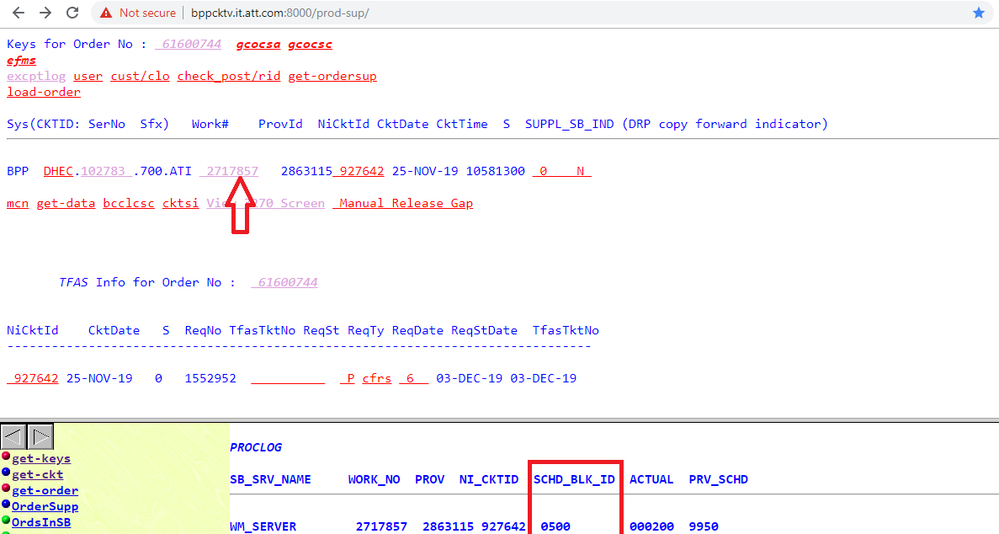 Not secure | bppcktv.it.att.com:8000/prod-sup/
Keys for Order No : 61600744 gcocsa gcocsc
efms
excptlog user cust/clo check_post/rid get-ordersup
load-order
Sys(CKTID: SerNo Sfx) Work# ProvId NiCktId CktDate CktTime S SUPPL_SB_IND (DRP copy forward indicator)
BPP DHEC.102783 .700.ATI 2717857 2863115 927642 25-NOV-19 10581300 0 N
mcn get-data bcclcsc cktsi Screen Manual Release Gap
TFAS Info for Order No : 61600744
NiCktId CktDate S ReqNo TfasTktNo ReqSt ReqTy ReqDate ReqStDate TfasTktNo
927642 25-NOV-19 0 1552952 P cfrs 6 03-DEC-19 03-DEC-19
get-keys
get-ckt
get-order
OrderSupp
OrdsInSB
PROCLOG
SB_SRV_NAME WORK_NO PROV NI_CKTID SCHD_BLK_ID ACTUAL PRV_SCHD
WM_SERVER 2717857 2863115 927642 0500 000200 9950